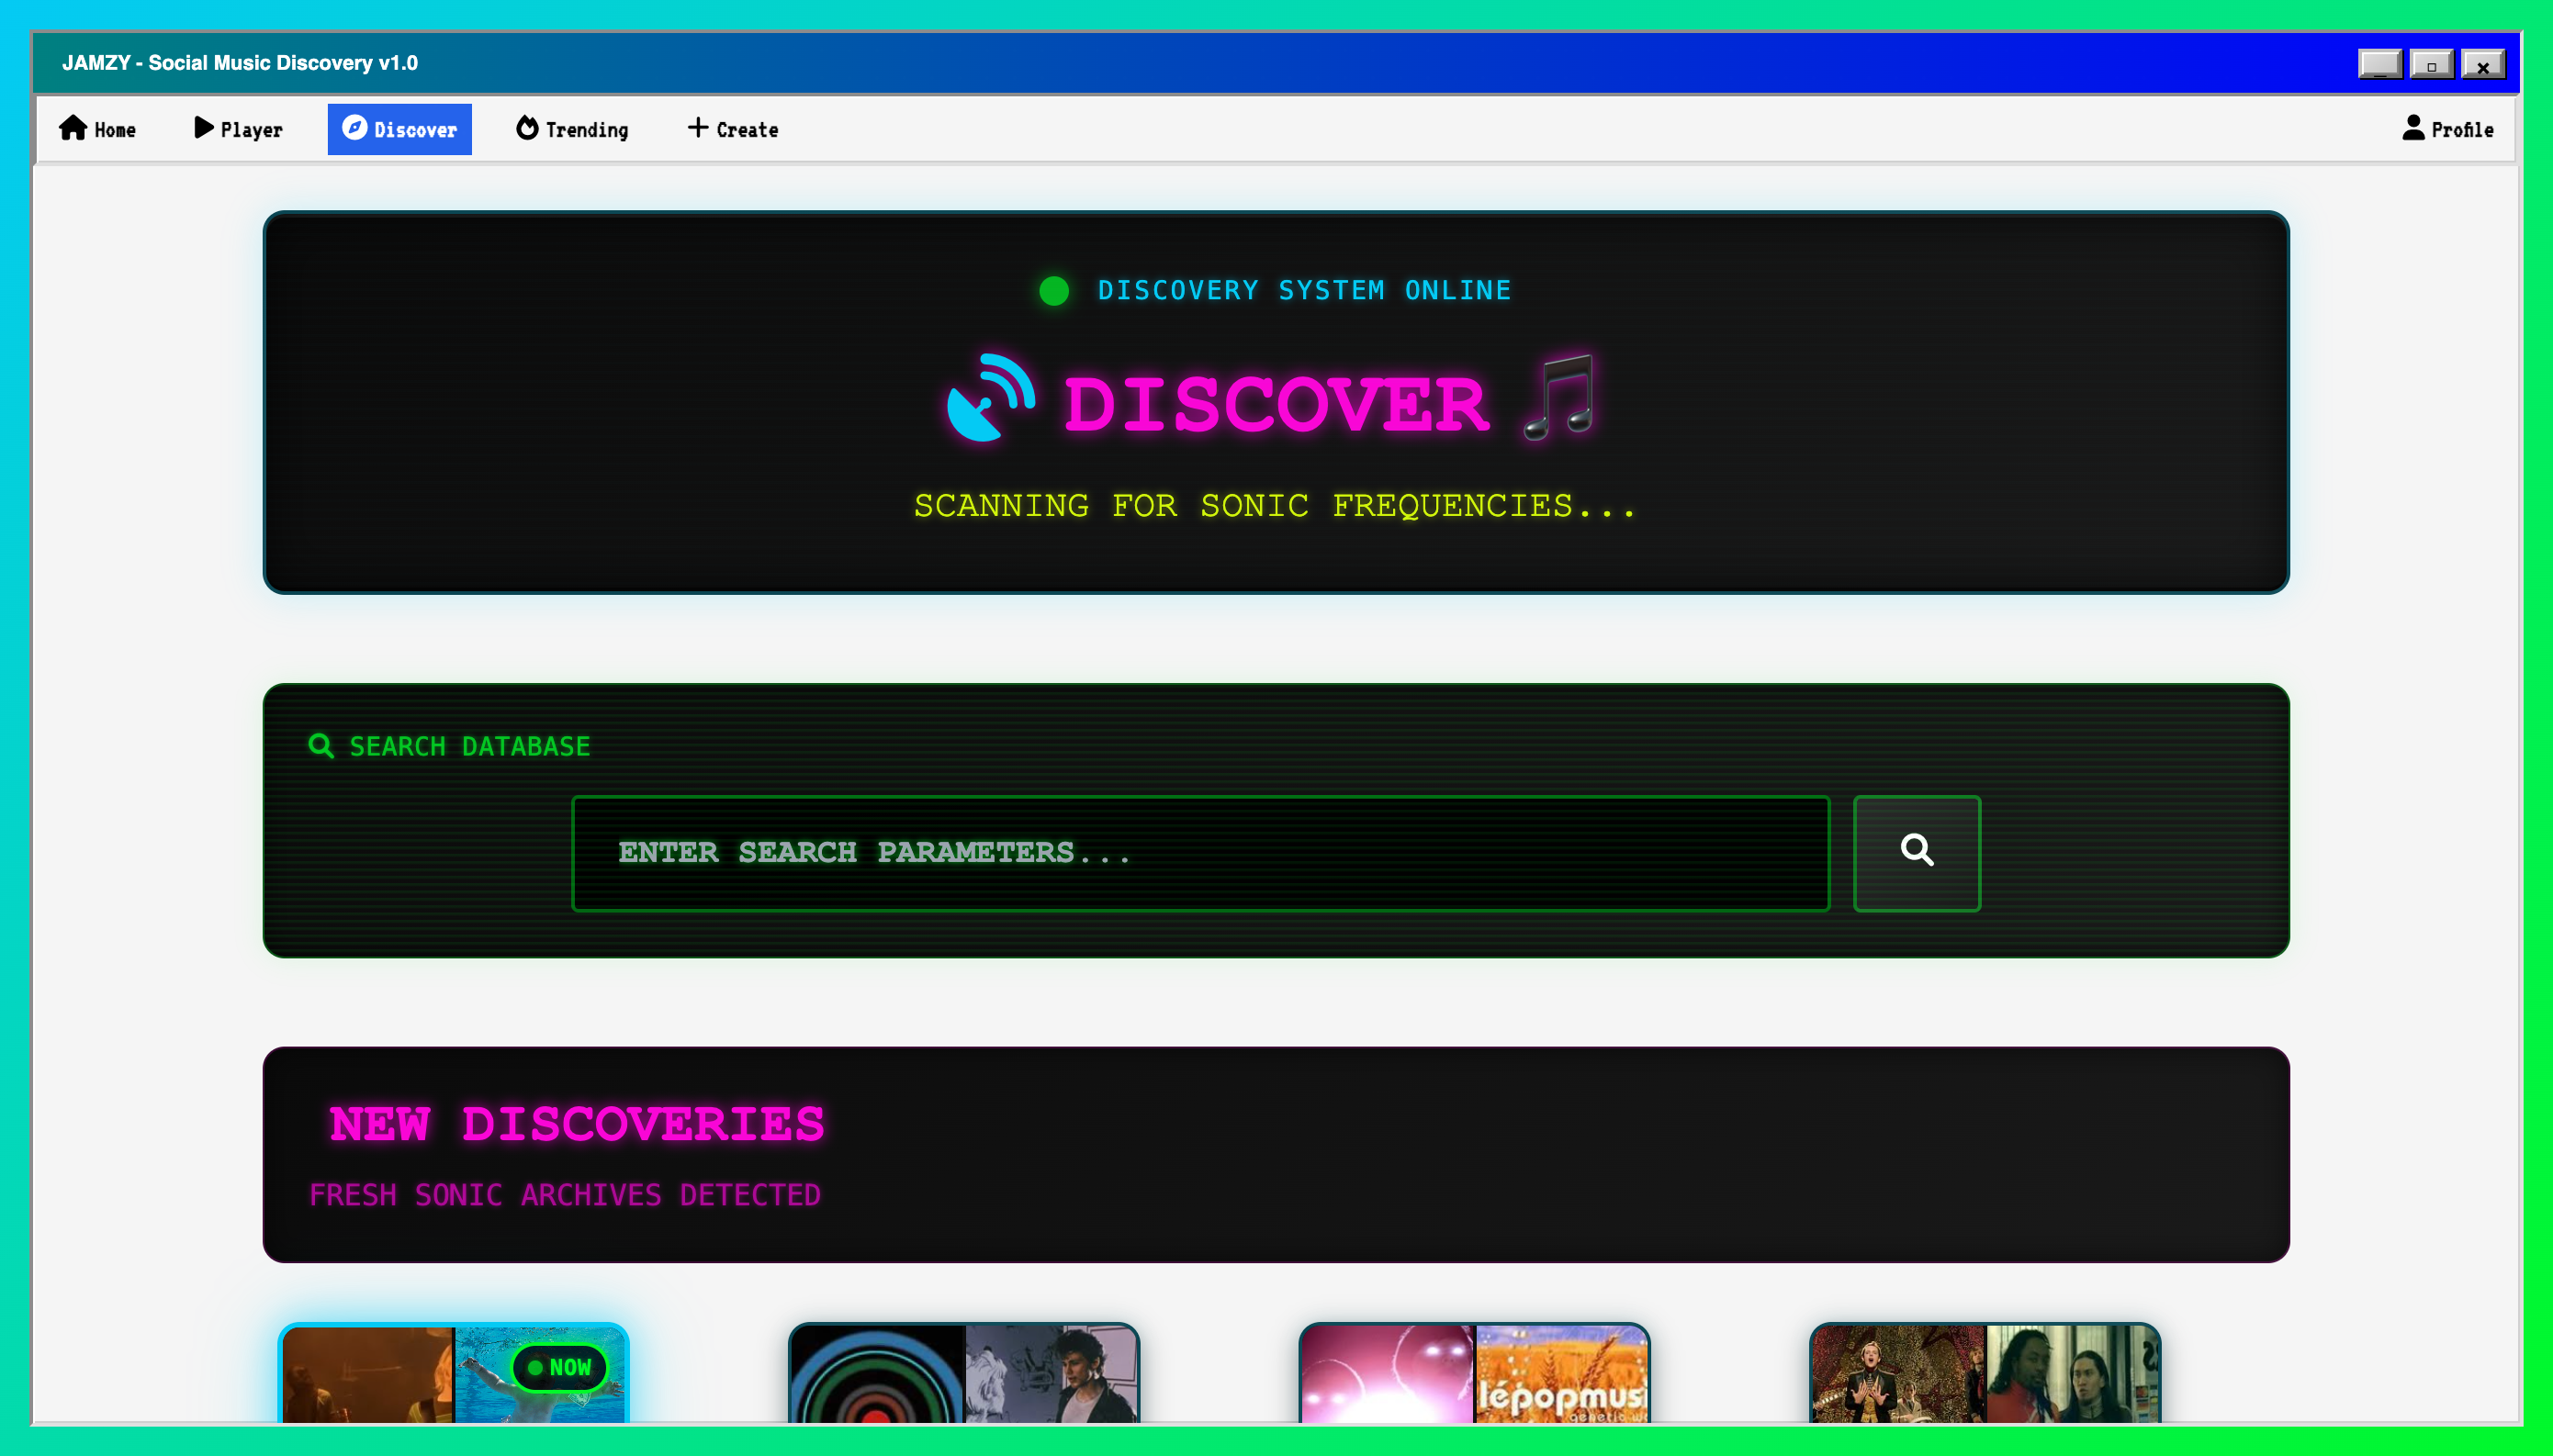 JAMZY - Social Music Discovery v1.0
Home
Player
Discover
Trending
Create
Profile
DISCOVERY SYSTEM ONLINE
DISCOVER
SCANNING FOR SONIC FREQUENCIES...
SEARCH DATABASE
ENTER SEARCH PARAMETERS...
NEW DISCOVERIES
FRESH SONIC ARCHIVES DETECTED
NOW
lépopmusi